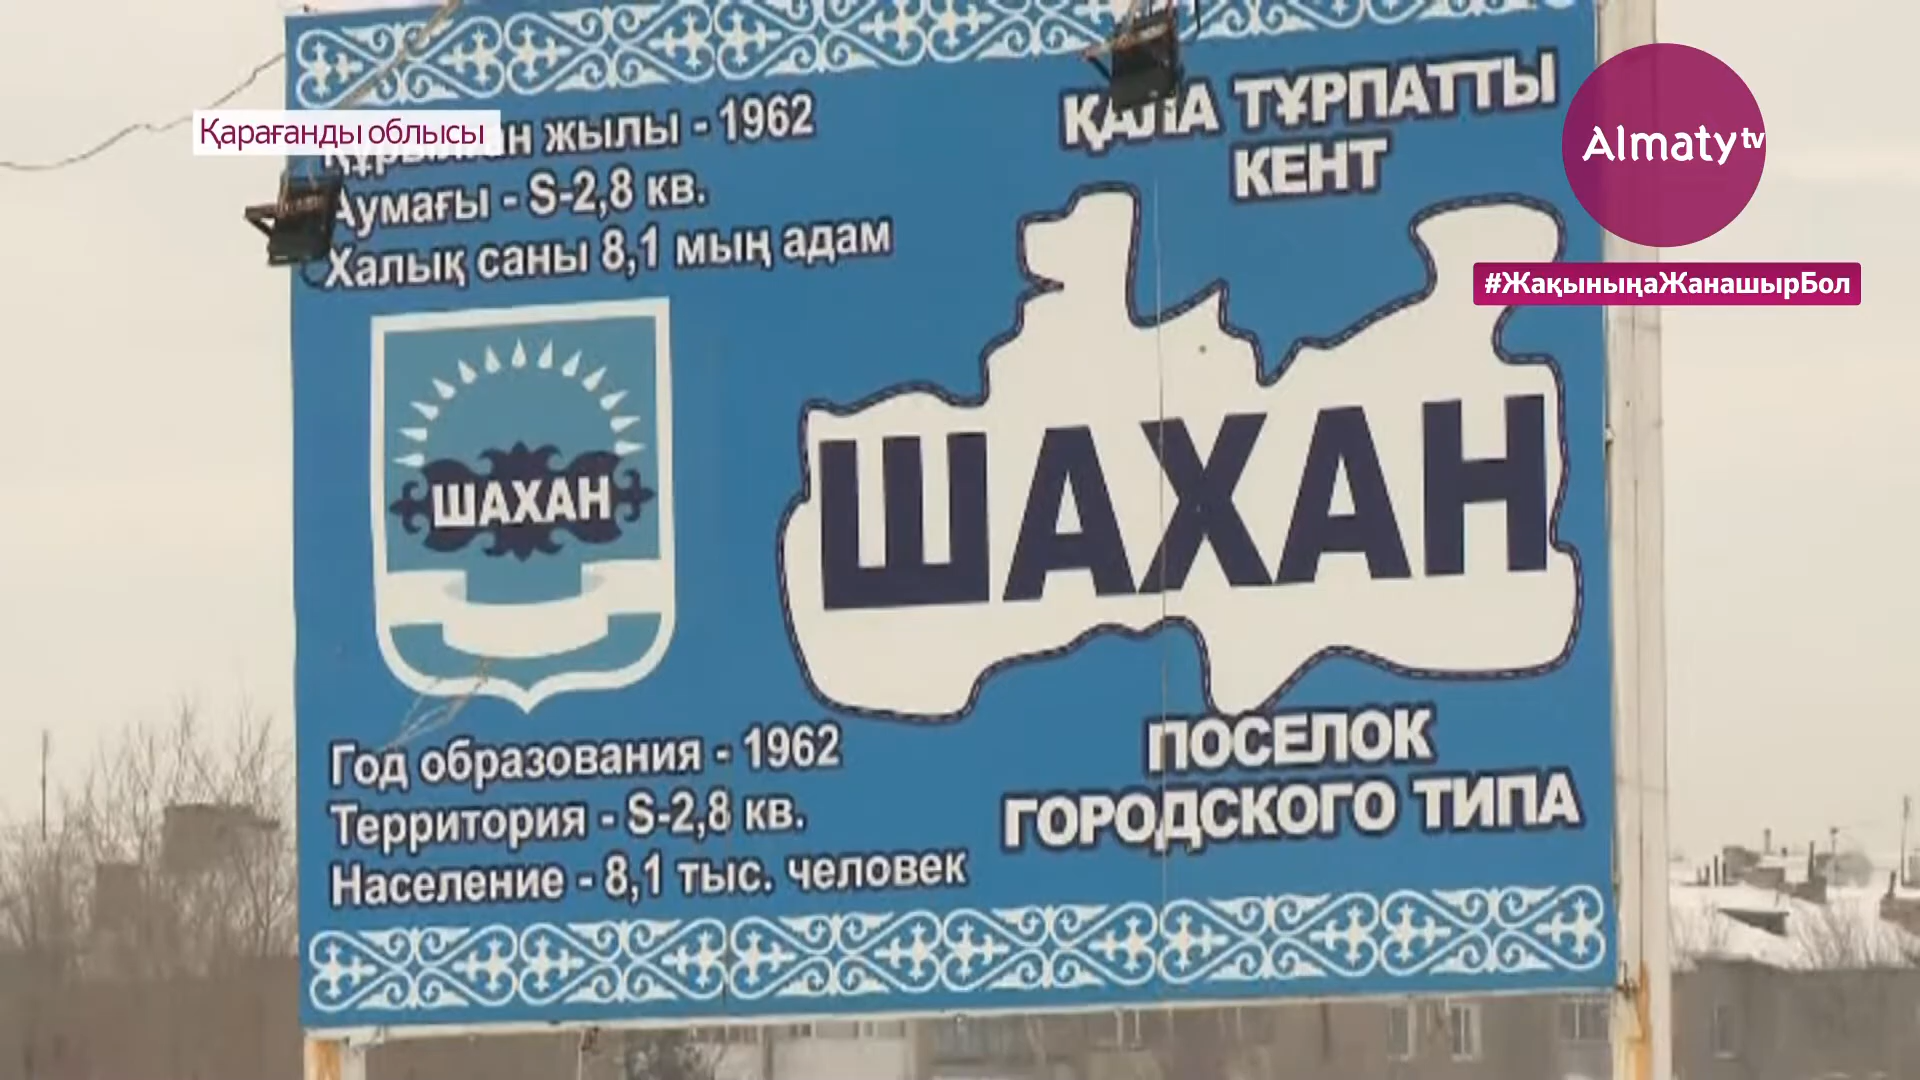 Қарағанды облысы
жылы - 1962
Аумағы - S-2,8 кв.
Халық саны 8,1 мың адам
ҚАЛА ТҰРПАТТЫ
КЕНТ
Almaty tv
#ЖақыныңаЖанашырБол
ШАХАН
ШАХАН
Год образования - 1962
Территория - S-2,8 кв.
Население - 8,1 тыс. человек
ПОСЕЛОК
ГОРОДСКОГО ТИПА